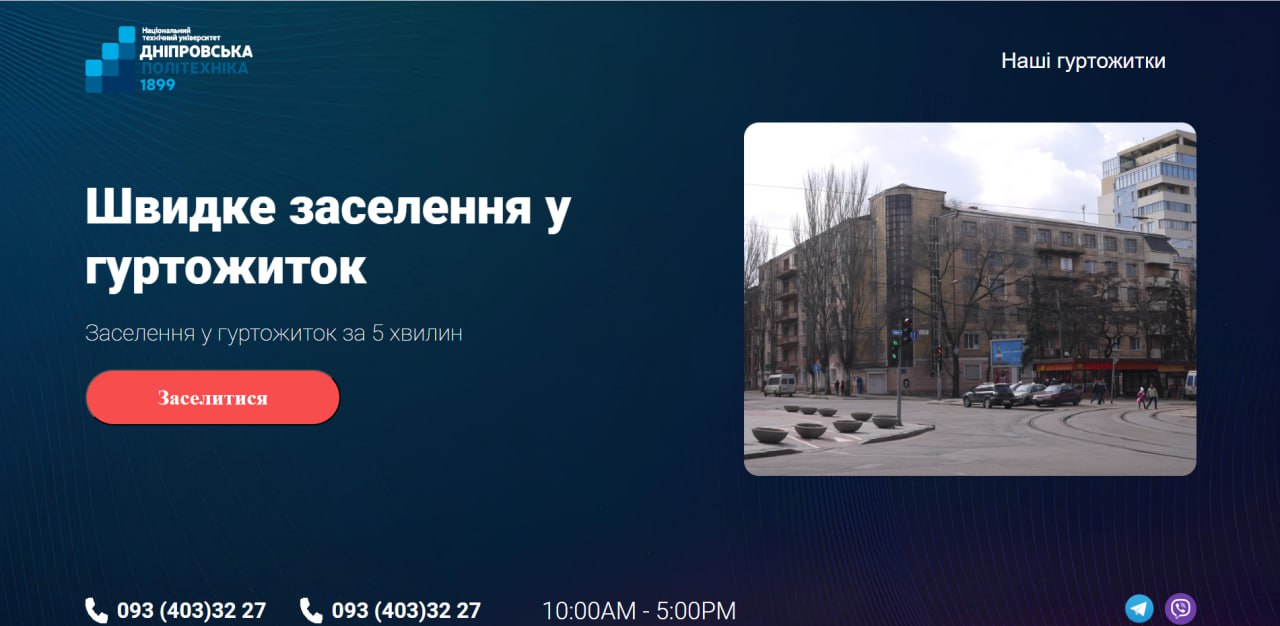 Національний
технічний університет
ДНІПРОВСЬКА
ПОЛІТЕХНІКА
1899
Наші гуртожитки
Швидке заселення у
гуртожиток
Заселення у гуртожиток за 5 хвилин
Заселитися
093 (403)32 27
093 (403)32 27
10:00AM - 5:00PM